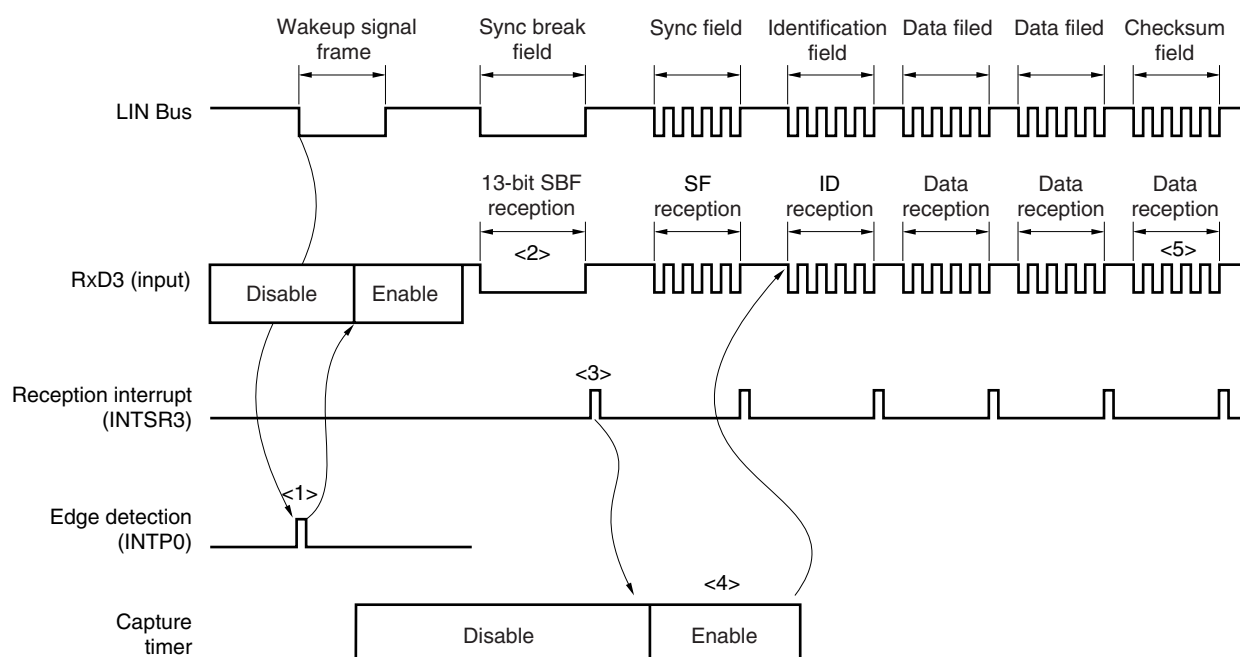 Wakeup signal
frame
Sync break
field
Sync field
Identification
field
Data filed
Data filed
Checksum
field
LIN Bus
13-bit SBF
reception
SF
reception
ID
reception
Data
reception
Data
reception
Data
reception
<2>
<5>
RxD3 (input)
Disable
Enable
Reception interrupt
(INTSR3)
<3>
Edge detection
(INTP0)
<1>
<4>
Capture
timer
Disable
Enable